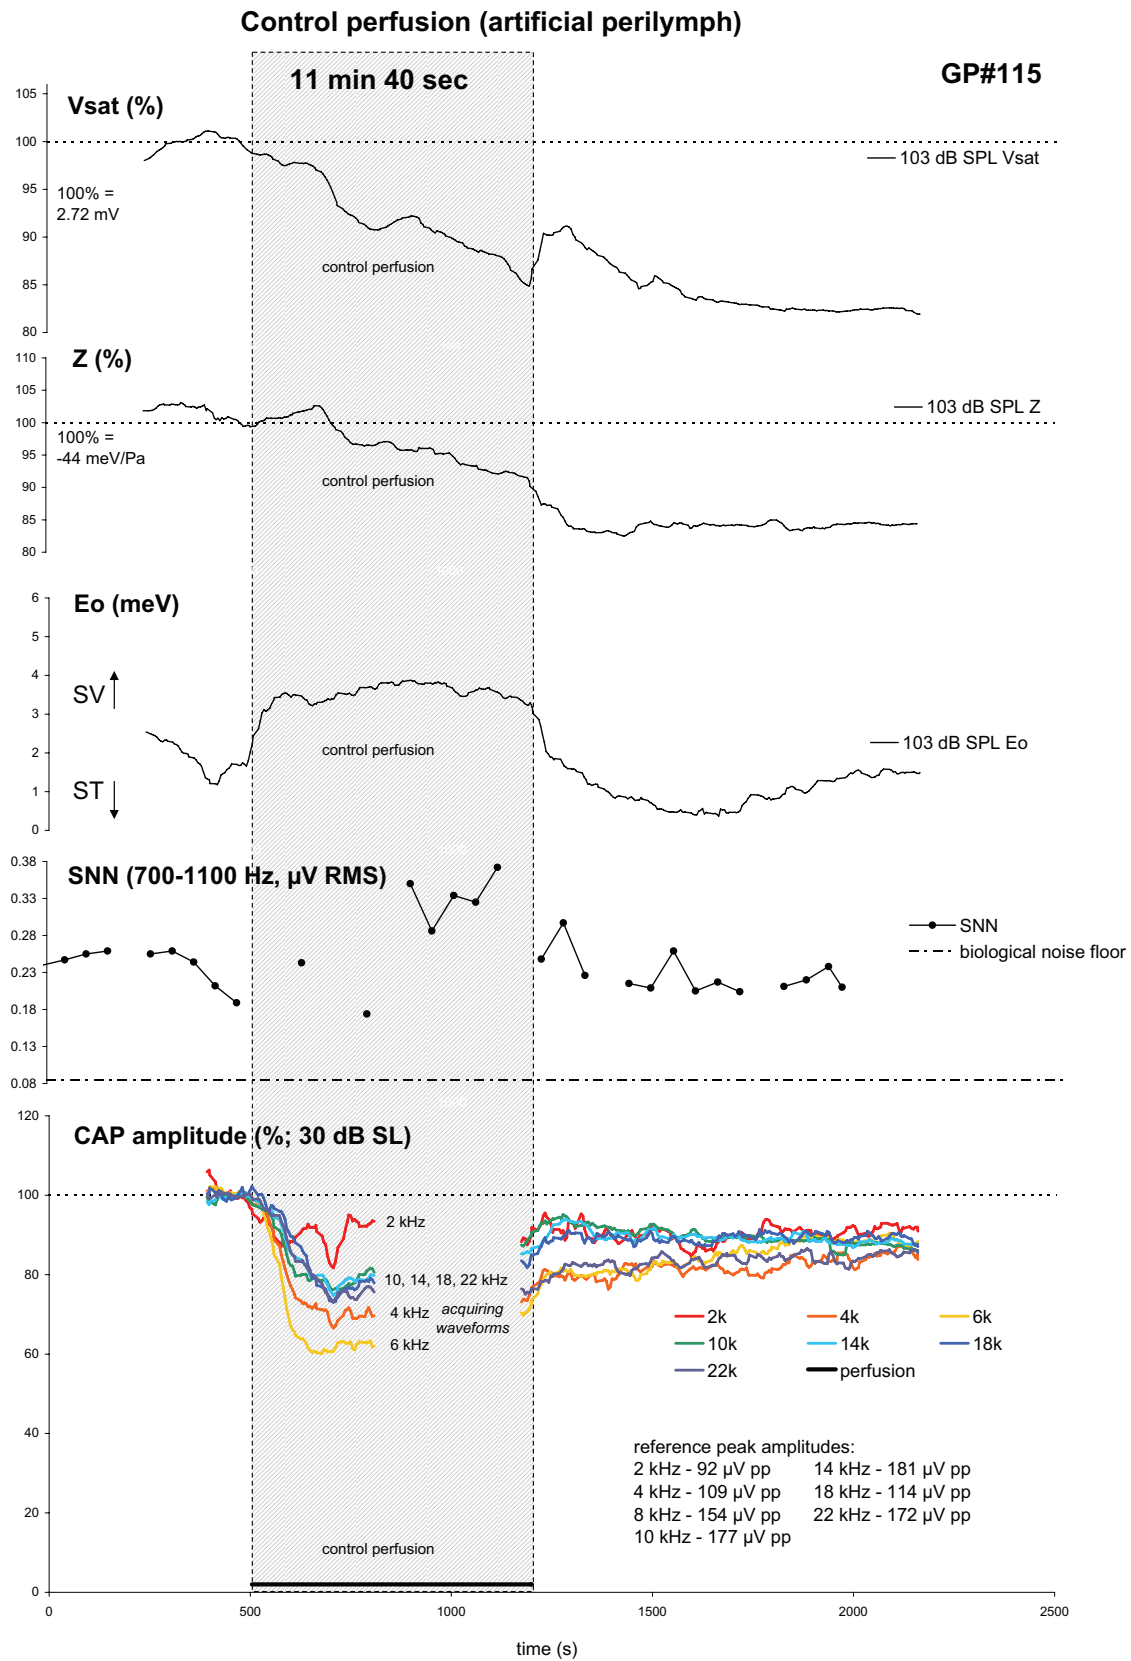 Control perfusion (artificial perilymph)
11 min 40 sec
GP#115
Vsat (%)
105
100
95
90
85
80
100% =
2.72 mV
103 dB SPL Vsat
control perfusion
Z (%)
110
105
100
95
90
85
80
100% =
-44 meV/Pa
103 dB SPL Z
control perfusion
Eo (meV)
6
5
4
3
2
1
0
SV
ST
103 dB SPL Eo
control perfusion
SNN (700-1100 Hz, µV RMS)
0.38
0.33
0.28
0.23
0.18
0.13
0.08
SNN
biological noise floor
CAP amplitude (%; 30 dB SL)
120
100
80
60
40
20
0
2 kHz
10, 14, 18, 22 kHz
4 kHz
acquiring
waveforms
6 kHz
2k 4k 6k
10k 14k 18k
22k perfusion
reference peak amplitudes:
2 kHz - 92 µV pp 14 kHz - 181 µV pp
4 kHz - 109 µV pp 18 kHz - 114 µV pp
8 kHz - 154 µV pp 22 kHz - 172 µV pp
10 kHz - 177 µV pp
control perfusion
0 500 1000 1500 2000 2500
time (s)